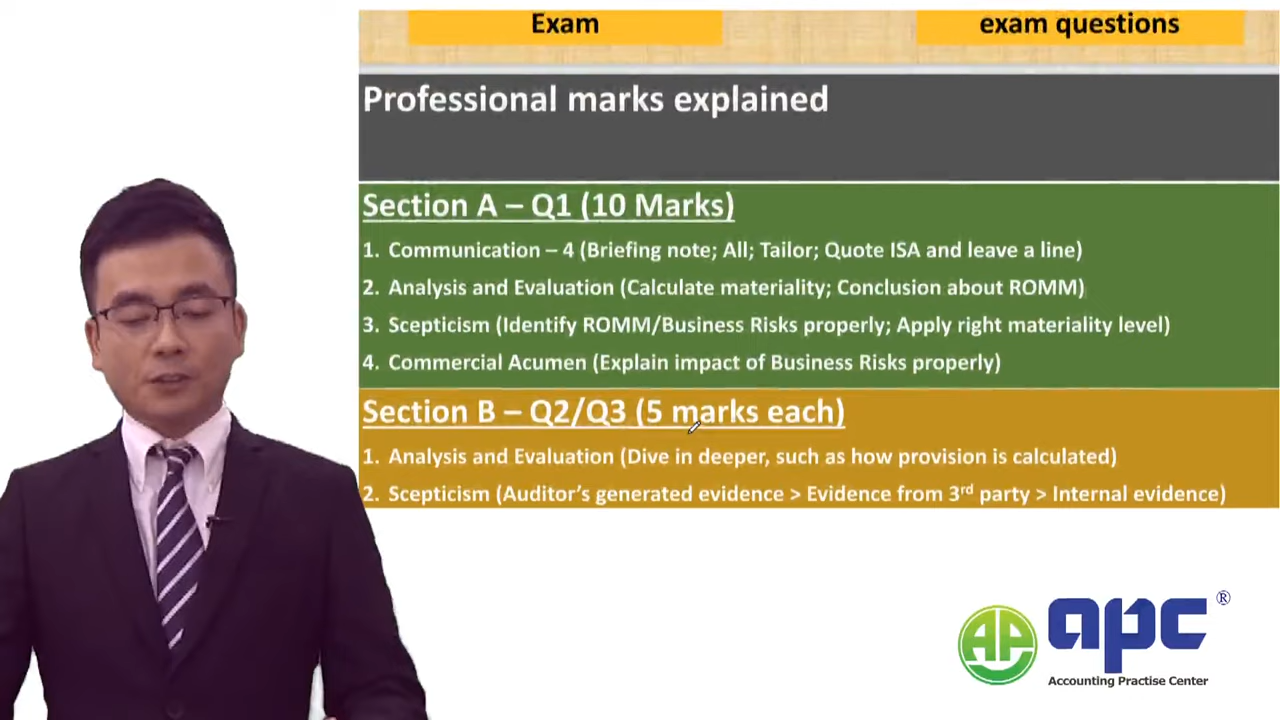 Exam
exam questions
Professional marks explained
Section A – Q1 (10 Marks)
1. Communication – 4 (Briefing note; All; Tailor; Quote ISA and leave a line)
2. Analysis and Evaluation (Calculate materiality; Conclusion about ROMM)
3. Scepticism (Identify ROMM/Business Risks properly; Apply right materiality level)
4. Commercial Acumen (Explain impact of Business Risks properly)
Section B – Q2/Q3 (5 marks each)
1. Analysis and Evaluation (Dive in deeper, such as how provision is calculated)
2. Scepticism (Auditor's generated evidence > Evidence from 3rd party > Internal evidence)
AP apc ®
Accounting Practise Center